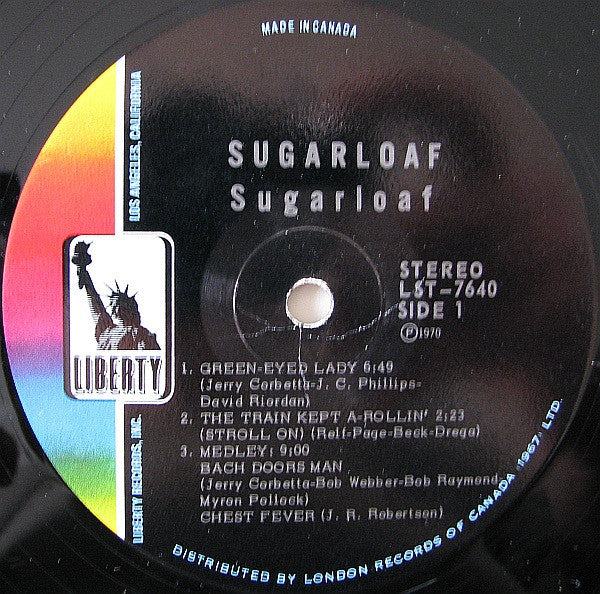 MADE IN CANADA
LOS ANGELES, CALIFORNIA
SUGARLOAF
Sugarloaf
STEREO
LST-7640
SIDE 1
Ⓟ1970
LIBERTY
LIBERTY RECORDS, INC.
1. GREEN-EYED LADY 6:49
(Jerry Corbetta-J. C. Phillips-
David Riordan)
2. THE TRAIN KEPT A-ROLLIN' 2:23
(STROLL ON) (Relf-Page-Beck-Drega)
3. MEDLEY: 9:00
BACH DOORS MAN
(Jerry Corbetta-Bob Webber-Bob Raymond
Myron Pollock)
CHEST FEVER (J. R. Robertson)
DISTRIBUTED BY LONDON RECORDS OF CANADA (1967) LTD.